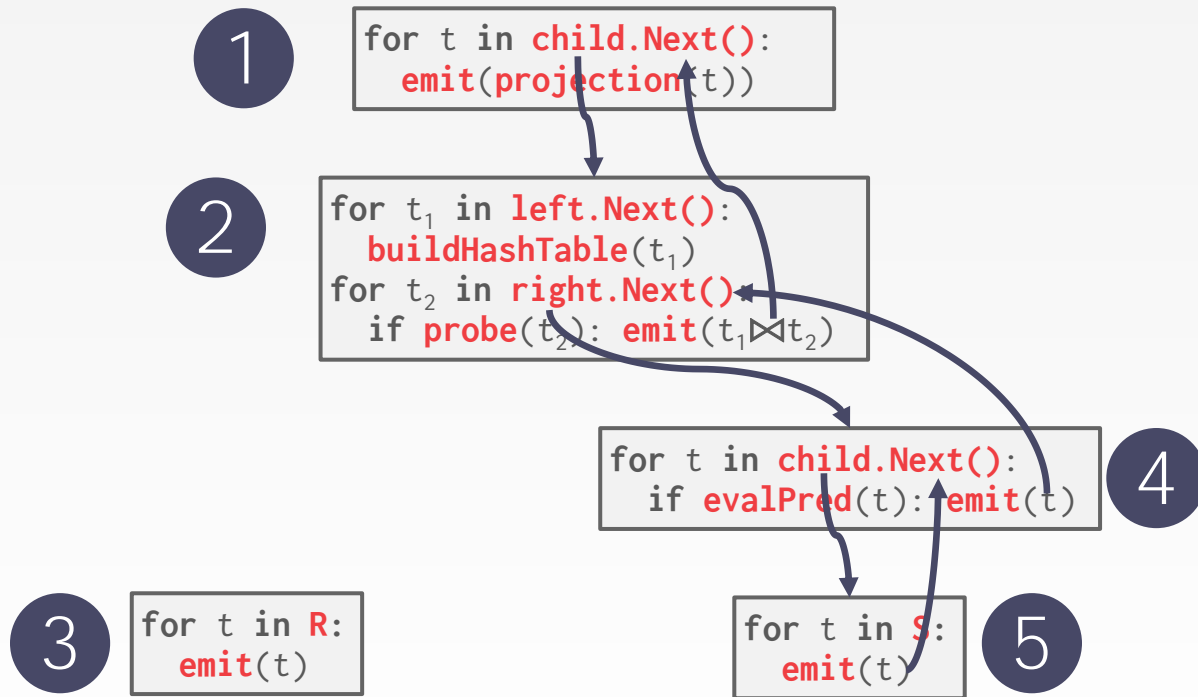 1
for t in child.Next():
emit(projection(t))
2
for t₁ in left.Next():
buildHashTable(t₁)
for t₂ in right.Next():
if probe(t₂): emit(t₁⨝t₂)
for t in child.Next():
if evalPred(t): emit(t)
4
3
for t in R:
emit(t)
for t in S:
emit(t)
5